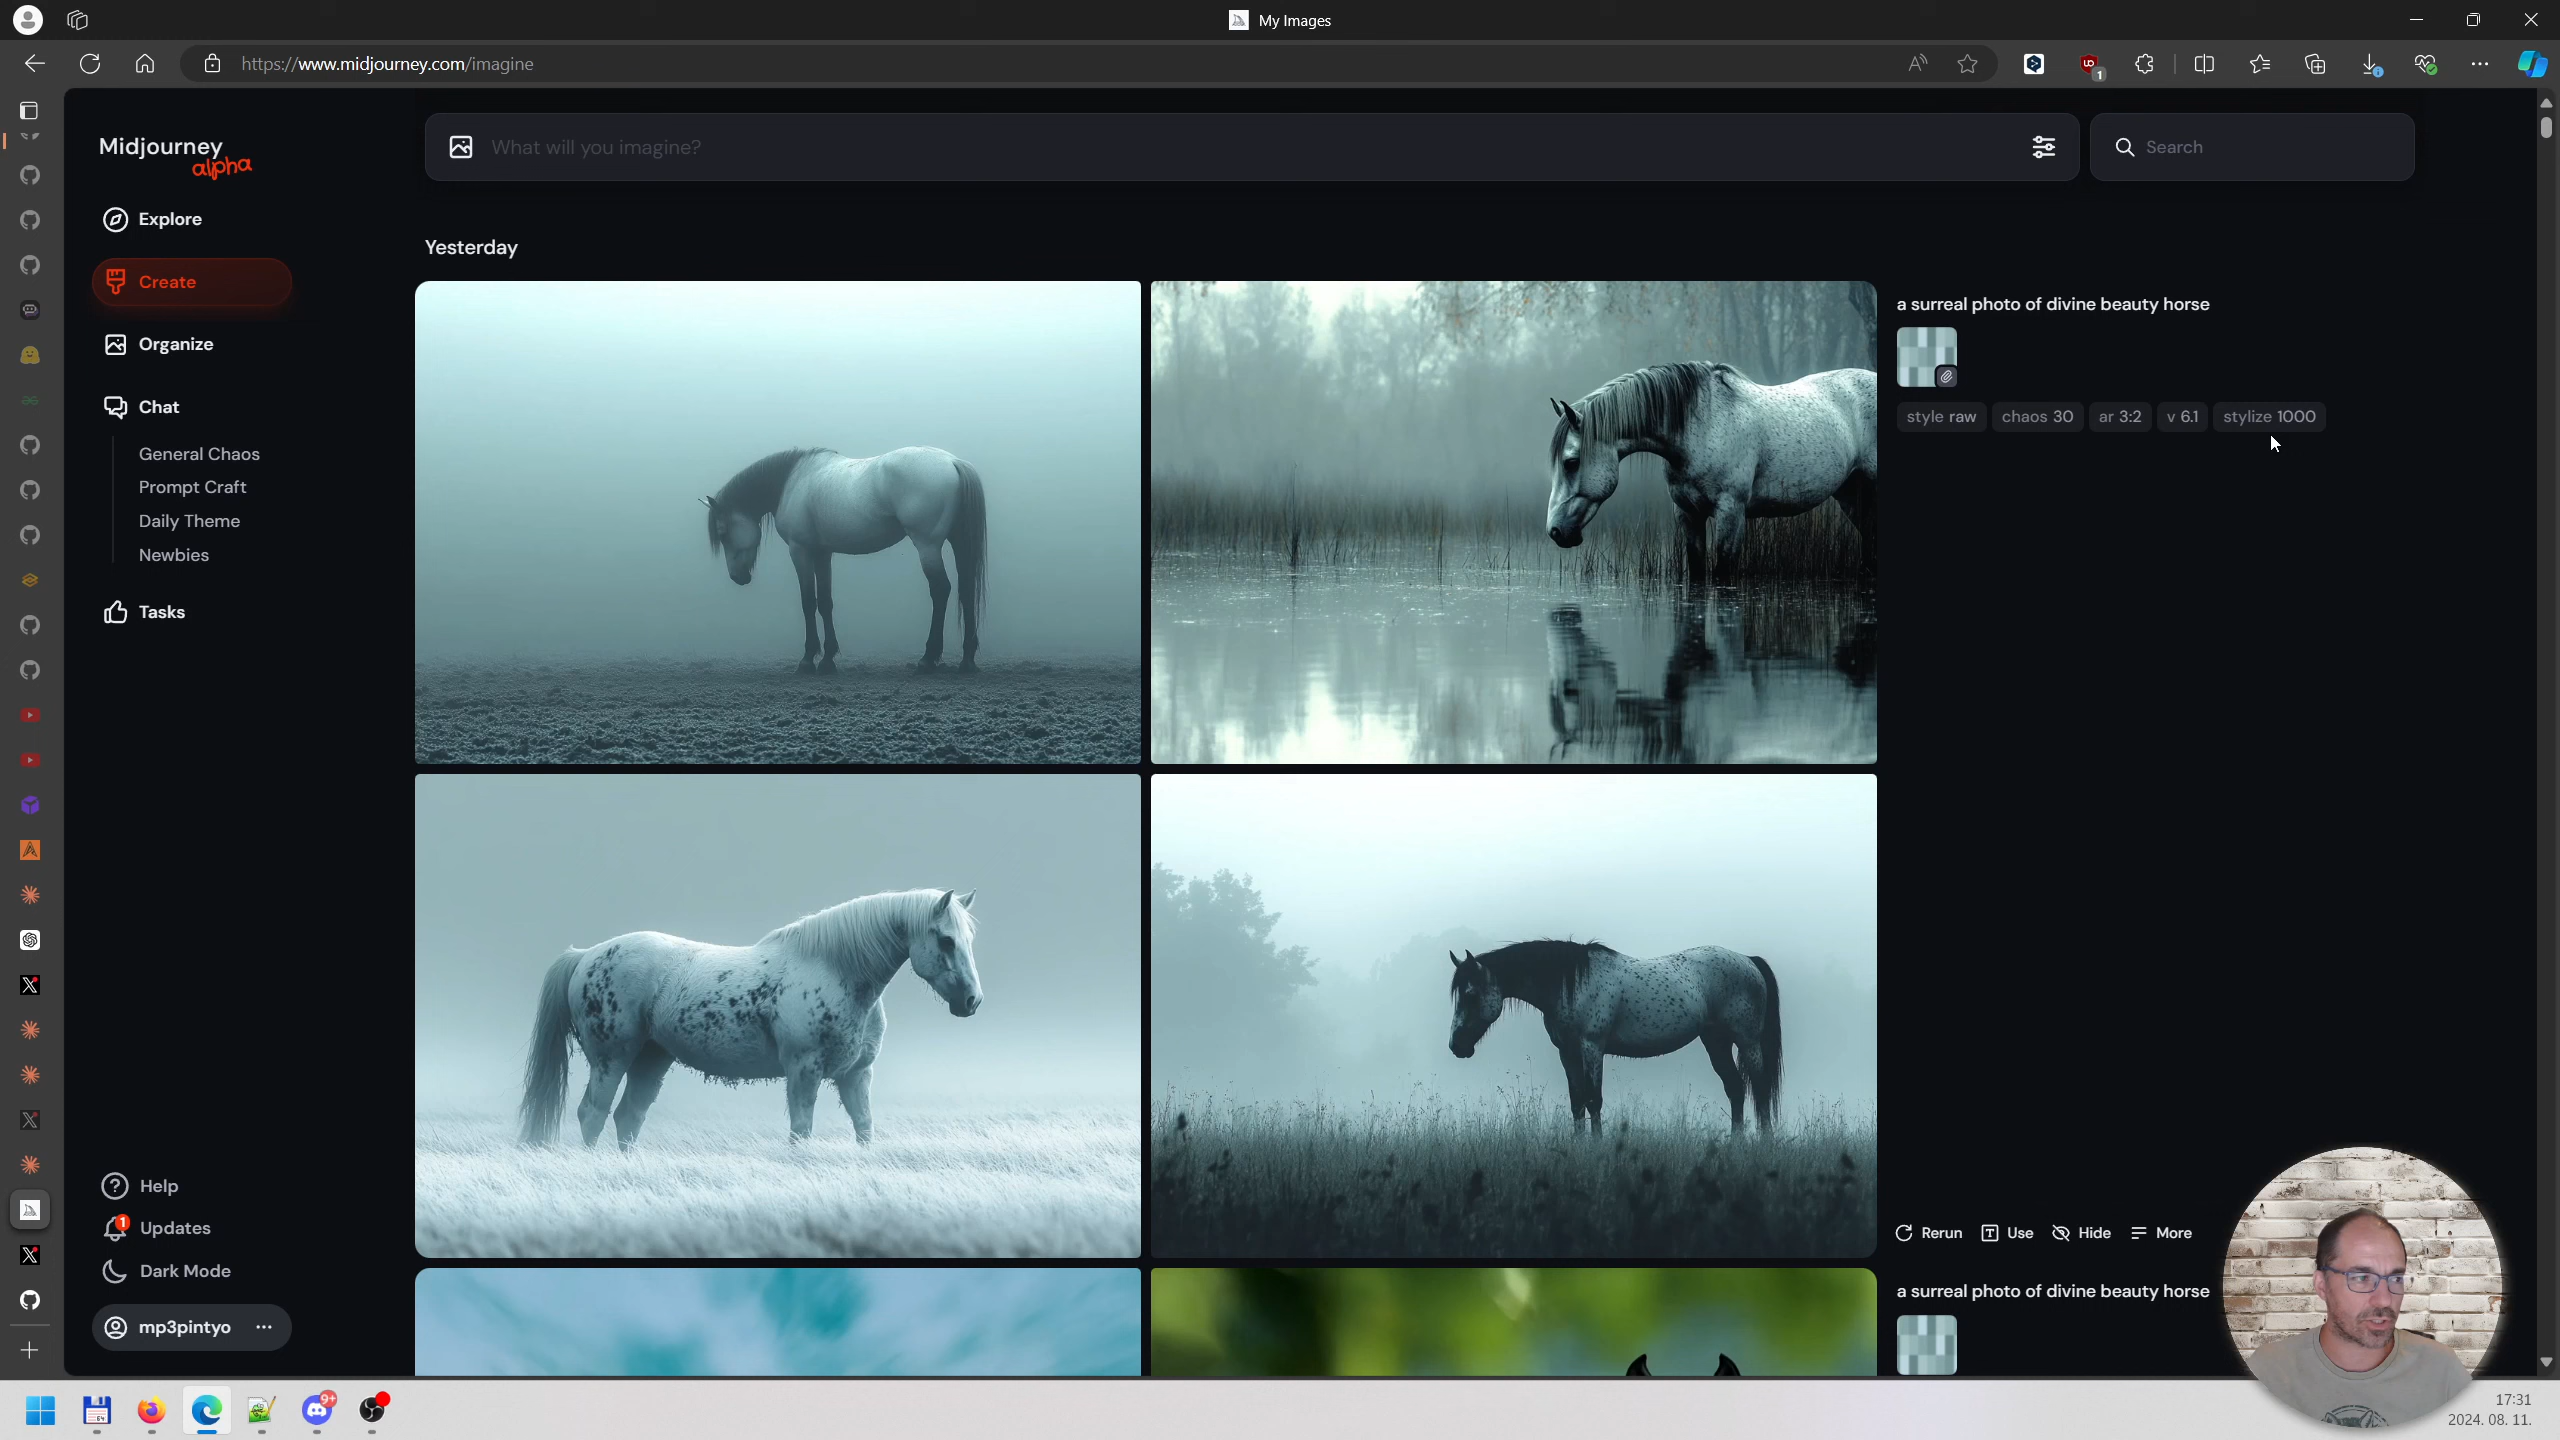 My Images
https://www.midjourney.com/imagine
1
Midjourney
alpha
What will you imagine?
Search
Explore
Create
Organize
Chat
General Chaos
Prompt Craft
Daily Theme
Newbies
Tasks
Yesterday
a surreal photo of divine beauty horse
style raw
chaos 30
ar 3:2
v 6.1
stylize 1000
Rerun
Use
Hide
More
a surreal photo of divine beauty horse
Help
1
Updates
Dark Mode
mp3pintyo
9+
17:31
2024. 08. 11.